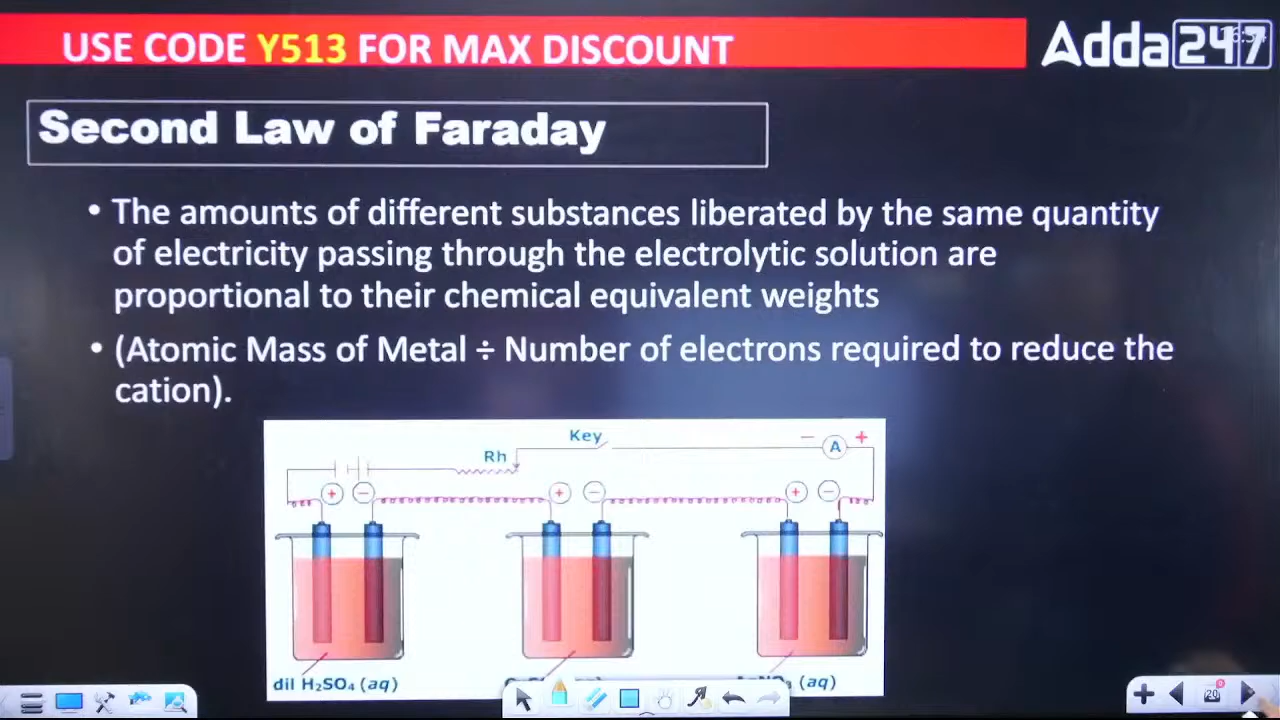 USE CODE Y513 FOR MAX DISCOUNT
Adda247
Second Law of Faraday
• The amounts of different substances liberated by the same quantity
of electricity passing through the electrolytic solution are
proportional to their chemical equivalent weights
• (Atomic Mass of Metal ÷ Number of electrons required to reduce the
cation).
Key
− A +
Rh
+ − + − + −
dil H₂SO₄ (aq)
(aq)
20